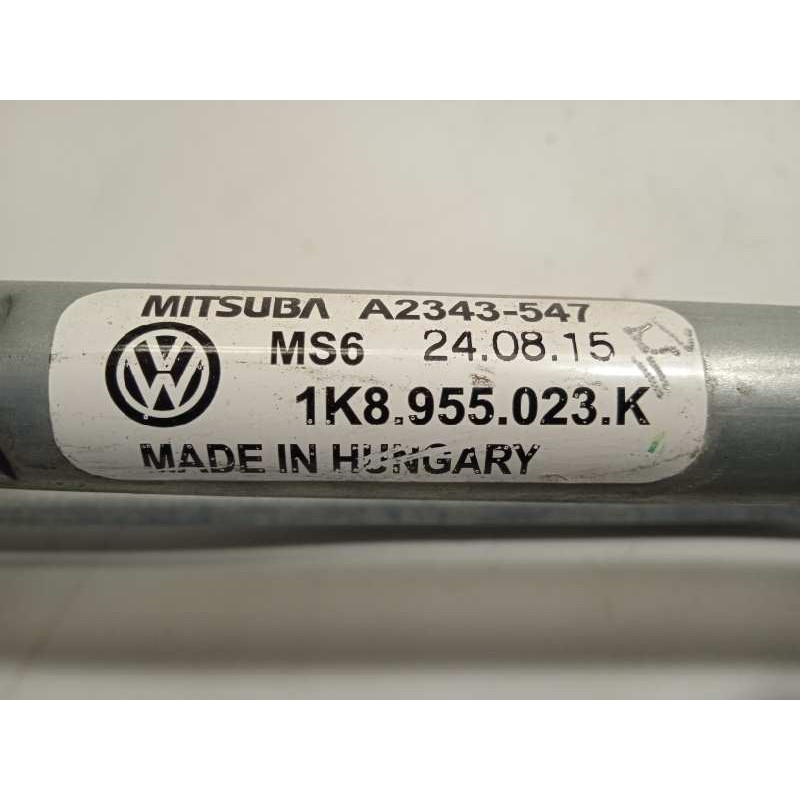 MITSUBA A2343-547
MS6 24.08.15
1K8.955.023.K
MADE IN HUNGARY